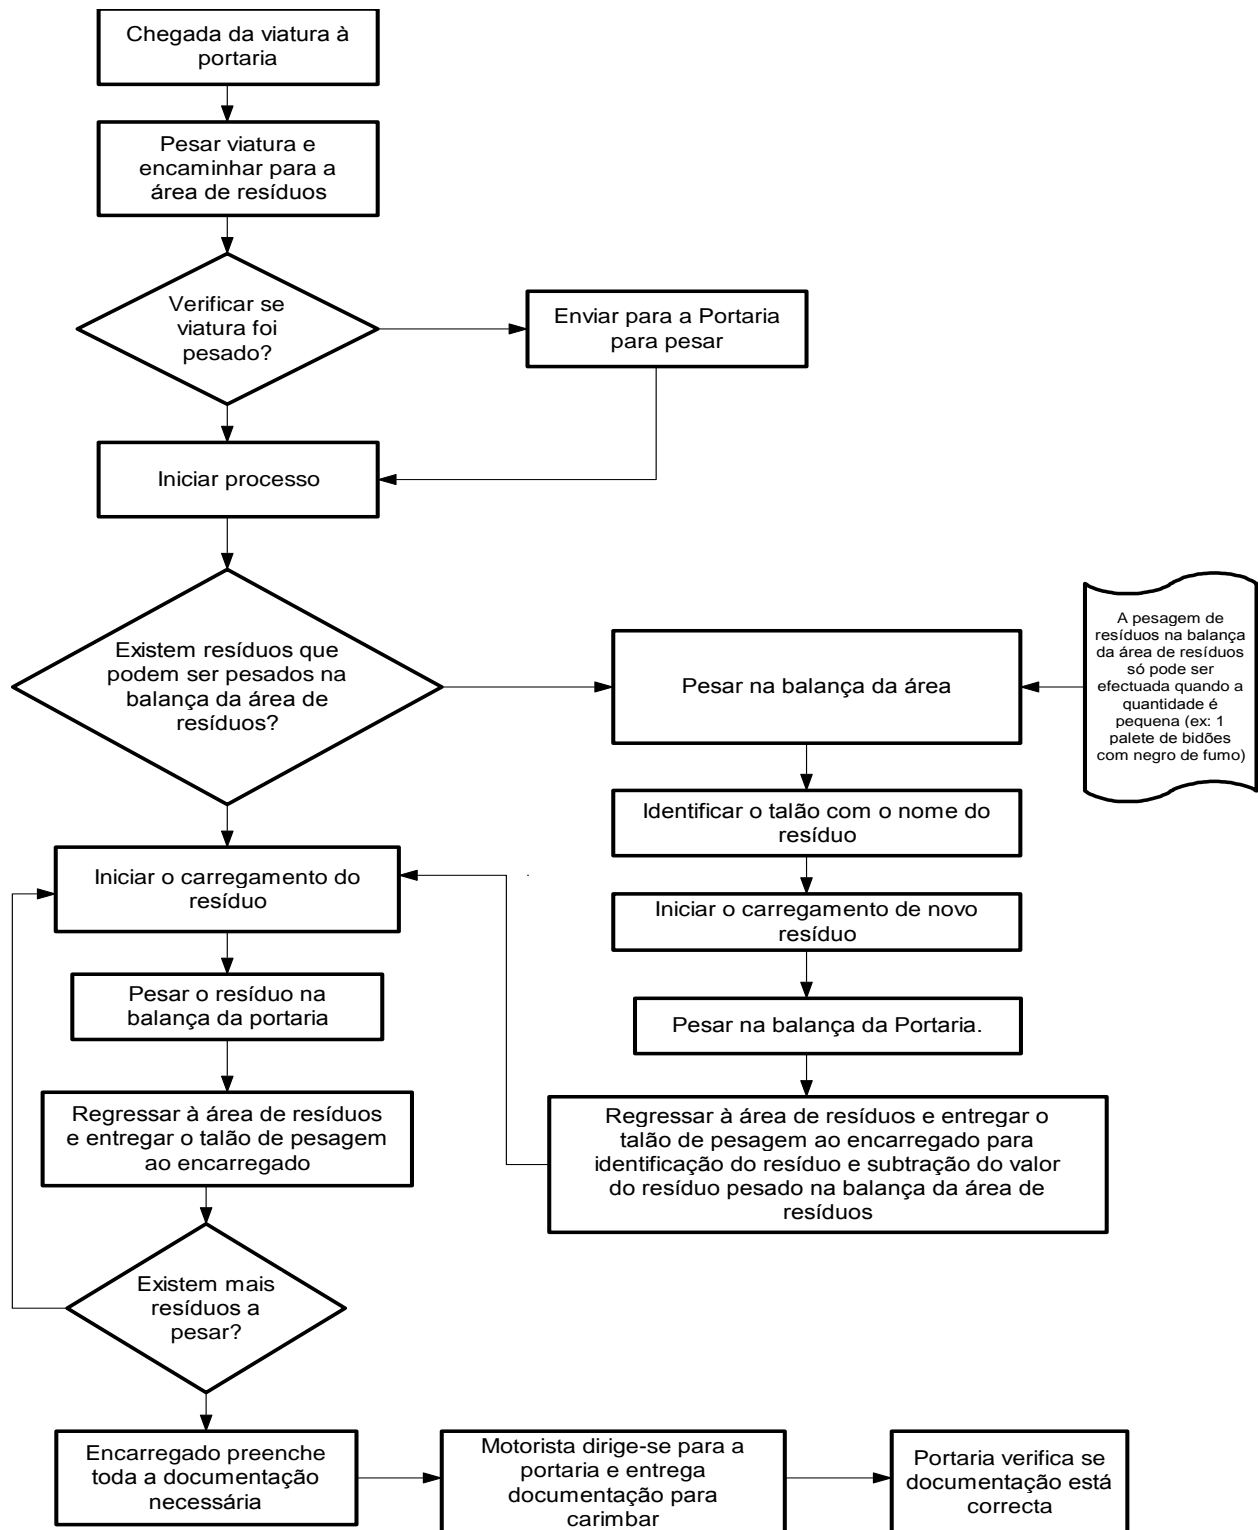 Chegada da viatura à
portaria
Pesar viatura e
encaminhar para a
área de resíduos
Verificar se
viatura foi
pesado?
Enviar para a Portaria
para pesar
Iniciar processo
Existem resíduos que
podem ser pesados na
balança da área de
resíduos?
Pesar na balança da área
A pesagem de
resíduos na balança
da área de resíduos
só pode ser
efectuada quando a
quantidade é
pequena (ex: 1
palete de bidões
com negro de fumo)
Identificar o talão com o nome do
resíduo
Iniciar o carregamento de novo
resíduo
Pesar na balança da Portaria.
Regressar à área de resíduos e entregar o
talão de pesagem ao encarregado para
identificação do resíduo e subtração do valor
do resíduo pesado na balança da área de
resíduos
Iniciar o carregamento do
resíduo
Pesar o resíduo na
balança da portaria
Regressar à área de resíduos
e entregar o talão de pesagem
ao encarregado
Existem mais
resíduos a
pesar?
Encarregado preenche
toda a documentação
necessária
Motorista dirige-se para a
portaria e entrega
documentação para
carimbar
Portaria verifica se
documentação está
correcta